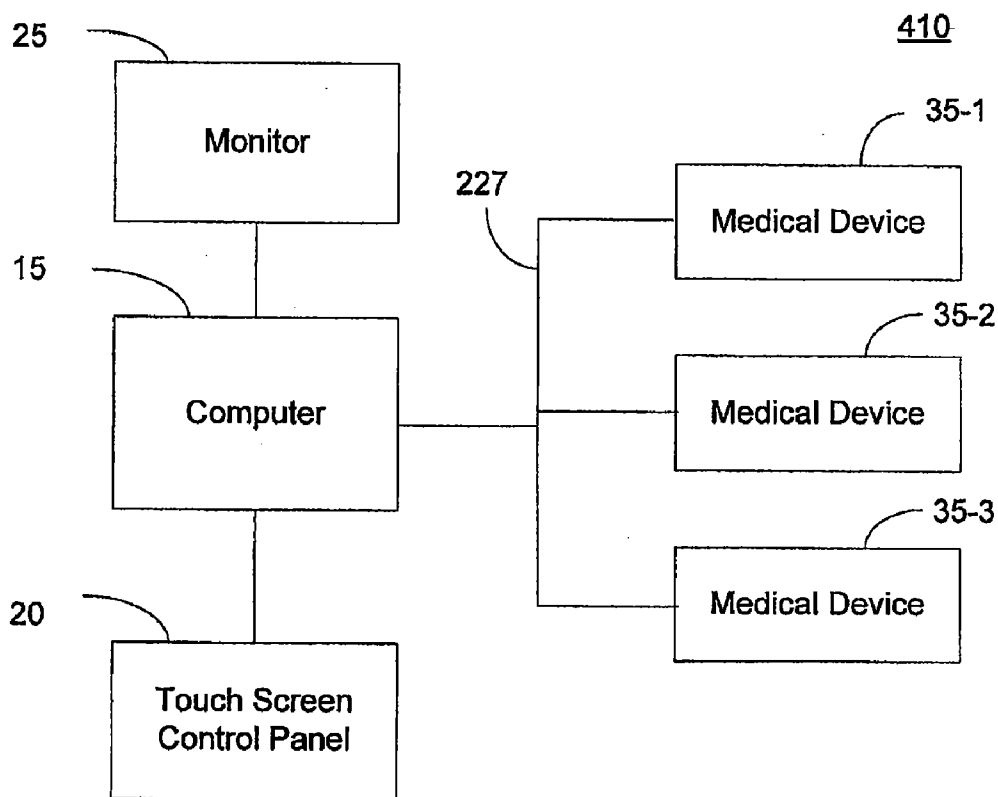 25
410
Monitor
35-1
227
Medical Device
15
35-2
Computer
Medical Device
35-3
20
Medical Device
Touch Screen
Control Panel